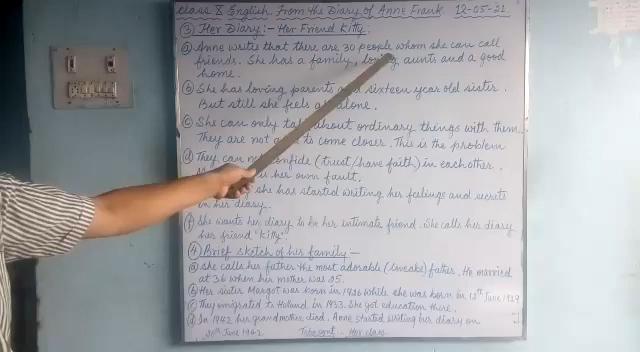 class X English From the Diary of Anne Frank 12-05-21
③ Her Diary:- Her Friend Kitty.
ⓐ Anne writes that there are 30 people whom she can call
friends. She has a family, loving aunts and a good
home.
ⓑ She has loving parents and sixteen year old sister.
But still she feels alone.
ⓒ She can only talk about ordinary things with them.
They are not to come closer. This is the problem
ⓓ They can not confide (trust/have faith) in each other.
her own fault.
she has started writing her feelings and secrets
in her diary.
ⓕ She wants her diary to be her intimate friend. She calls her diary
her friend "Kitty"
④ Brief sketch of her family:-
ⓐ She calls her father the most adorable father. He married
at 36 when her mother was 25.
ⓑ Her sister Margot was born in 1926 while she was born in 12th June 1929
ⓒ They emigrated to Holland in 1933. She got education there.
ⓓ In 1942 her grandmother died. Anne started writing her diary on
20th June 1942. Her class